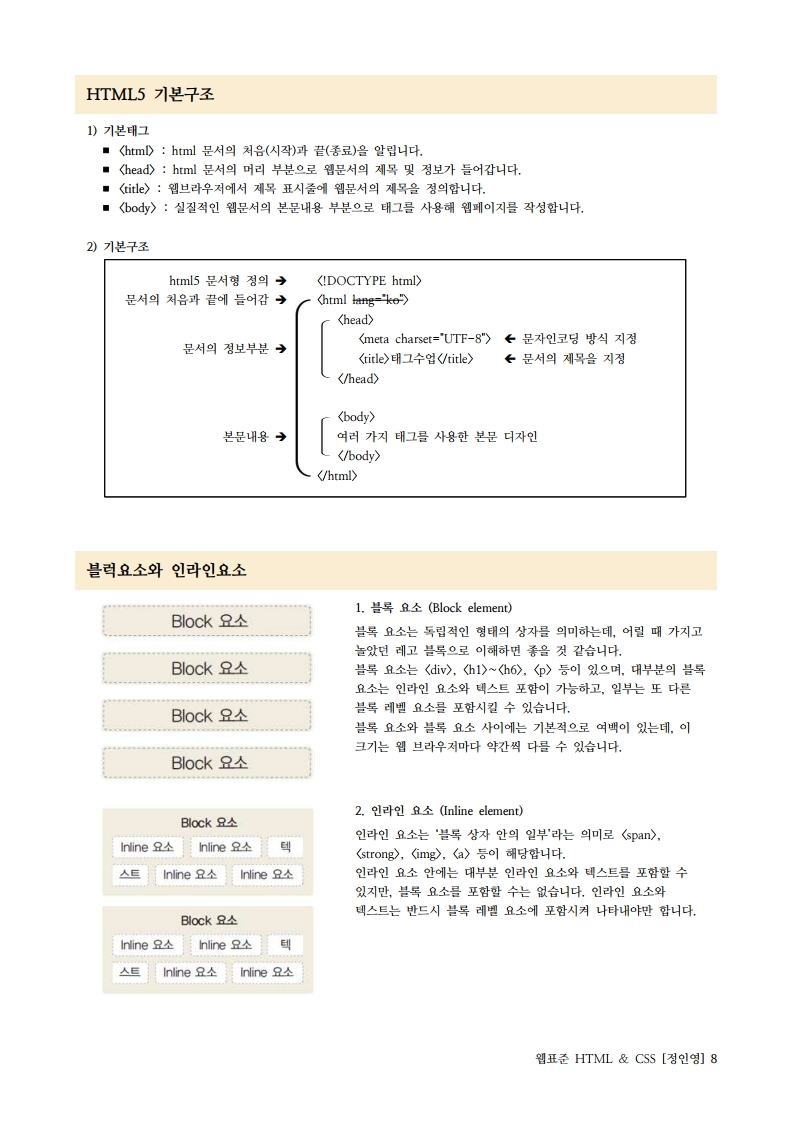 HTML5 기본구조
1) 기본태그
■ <html> : html 문서의 처음(시작)과 끝(종료)을 알립니다.
■ <head> : html 문서의 머리 부분으로 웹문서의 제목 및 정보가 들어갑니다.
■ <title> : 웹브라우저에서 제목 표시줄에 웹문서의 제목을 정의합니다.
■ <body> : 실질적인 웹문서의 본문내용 부분으로 태그를 사용해 웹페이지를 작성합니다.
2) 기본구조
html5 문서형 정의 ➔ <!DOCTYPE html>
문서의 처음과 끝에 들어감 ➔ <html lang="ko">
<head>
<meta charset="UTF-8"> 🡸 문자인코딩 방식 지정
문서의 정보부분 ➔
<title>태그수업</title> 🡸 문서의 제목을 지정
</head>
<body>
본문내용 ➔ 여러 가지 태그를 사용한 본문 디자인
</body>
</html>
블럭요소와 인라인요소
Block 요소
Block 요소
Block 요소
Block 요소
1. 블록 요소 (Block element)
블록 요소는 독립적인 형태의 상자를 의미하는데, 어릴 때 가지고
놀았던 레고 블록으로 이해하면 좋을 것 같습니다.
블록 요소는 <div>, <h1>~<h6>, <p> 등이 있으며, 대부분의 블록
요소는 인라인 요소와 텍스트 포함이 가능하고, 일부는 또 다른
블록 레벨 요소를 포함시킬 수 있습니다.
블록 요소와 블록 요소 사이에는 기본적으로 여백이 있는데, 이
크기는 웹 브라우저마다 약간씩 다를 수 있습니다.
Block 요소
Inline 요소 Inline 요소 텍
스트 Inline 요소 Inline 요소
Block 요소
Inline 요소 Inline 요소 텍
스트 Inline 요소 Inline 요소
2. 인라인 요소 (Inline element)
인라인 요소는 '블록 상자 안의 일부'라는 의미로 <span>,
<strong>, <img>, <a> 등이 해당합니다.
인라인 요소 안에는 대부분 인라인 요소와 텍스트를 포함할 수
있지만, 블록 요소를 포함할 수는 없습니다. 인라인 요소와
텍스트는 반드시 블록 레벨 요소에 포함시켜 나타내야만 합니다.
웹표준 HTML & CSS [정인영] 8